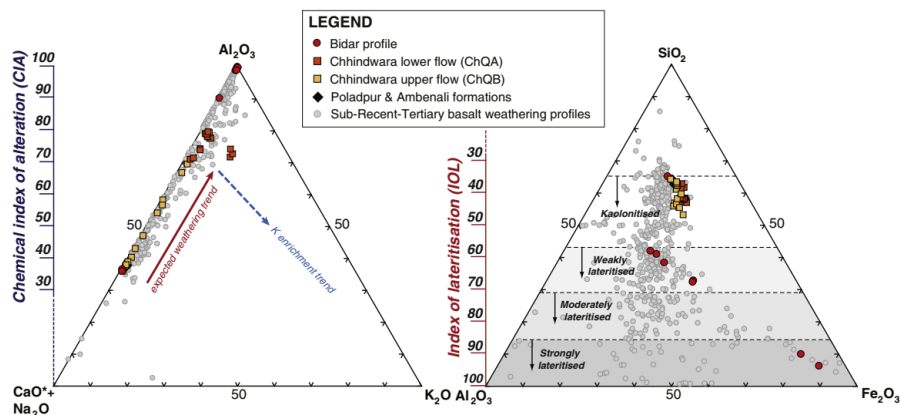 LEGEND
Bidar profile
Chhindwara lower flow (ChQA)
Chhindwara upper flow (ChQB)
Poladpur & Ambenali formations
Sub-Recent-Tertiary basalt weathering profiles
Al₂O₃
Chemical index of alteration (CIA)
100
100
90
80
70
60
50
40
30
50
50
expected weathering trend
K enrichment trend
CaO*+
Na₂O
50
K₂O
SiO₂
Index of lateritisation (IOL)
30
40
50
60
70
80
90
100
50
50
Kaolonitised
Weakly
lateritised
Moderately
lateritised
Strongly
lateritised
Al₂O₃
50
Fe₂O₃